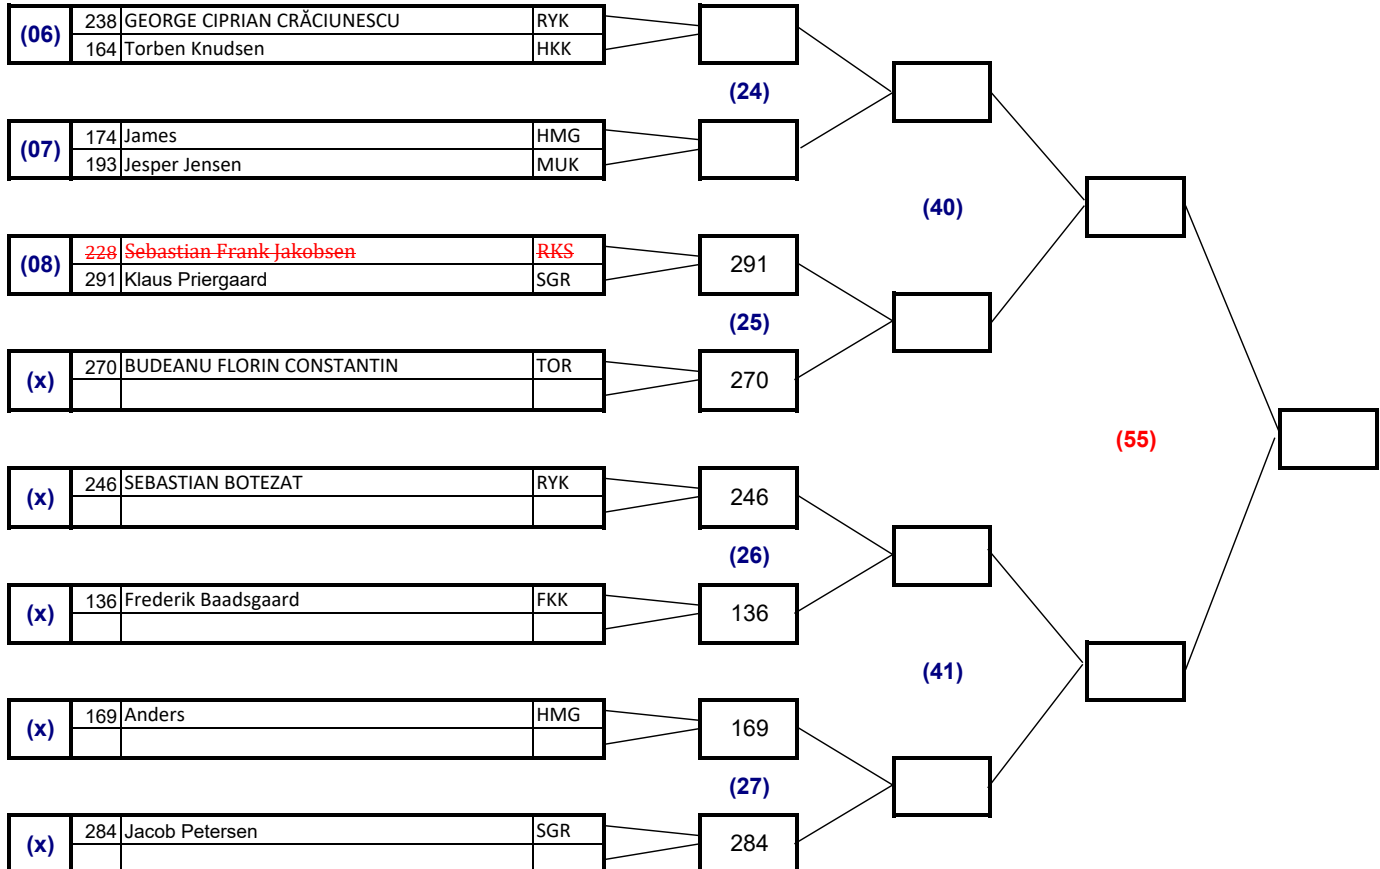 (06) 238 GEORGE CIPRIAN CRĂCIUNESCU RYK
164 Torben Knudsen HKK
(24)
(07) 174 James HMG
193 Jesper Jensen MUK
(40)
(08) 228 Sebastian Frank Jakobsen RKS
291 Klaus Priergaard SGR
291
(25)
(x) 270 BUDEANU FLORIN CONSTANTIN TOR
270
(55)
(x) 246 SEBASTIAN BOTEZAT RYK
246
(26)
(x) 136 Frederik Baadsgaard FKK
136
(41)
(x) 169 Anders HMG
169
(27)
(x) 284 Jacob Petersen SGR
284